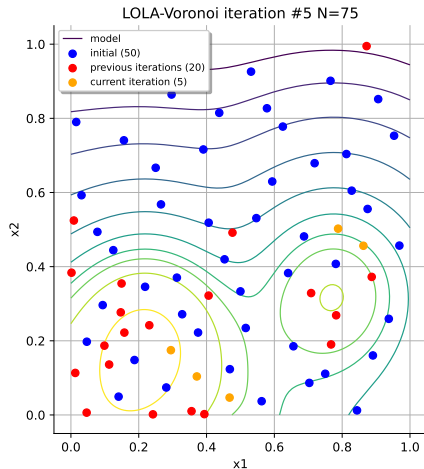 LOLA-Voronoi iteration #5 N=75
1.0
0.8
0.6
0.4
0.2
0.0
x2
model
initial (50)
previous iterations (20)
current iteration (5)
0.0 0.2 0.4 0.6 0.8 1.0
x1